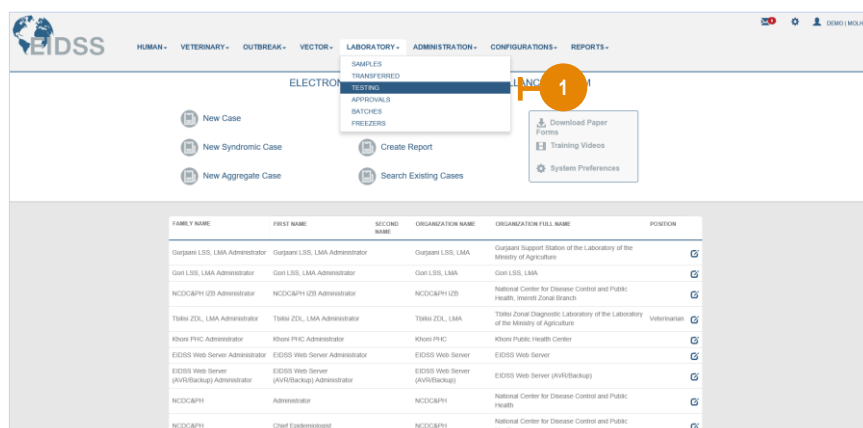 EIDSS
HUMAN VETERINARY OUTBREAK VECTOR LABORATORY ADMINISTRATION CONFIGURATIONS REPORTS
DEMO | MOLH
SAMPLES
TRANSFERRED
TESTING
APPROVALS
BATCHES
FREEZERS
1
ELECTRON
LLANC
M
New Case
New Syndromic Case
New Aggregate Case
Create Report
Search Existing Cases
Download Paper
Forms
Training Videos
System Preferences
FAMILY NAME FIRST NAME SECOND NAME ORGANIZATION NAME ORGANIZATION FULL NAME POSITION
Gurjaani LSS, LMA Administrator Gurjaani LSS, LMA Administrator Gurjaani LSS, LMA Gurjaani Support Station of the Laboratory of the
Ministry of Agriculture
Gori LSS, LMA Administrator Gori LSS, LMA Administrator Gori LSS, LMA Gori LSS, LMA
NCDC&PH IZB Administrator NCDC&PH IZB Administrator NCDC&PH IZB National Center for Disease Control and Public
Health, Imereti Zonal Branch
Tbilisi ZDL, LMA Administrator Tbilisi ZDL, LMA Administrator Tbilisi ZDL, LMA Tbilisi Zonal Diagnostic Laboratory of the Laboratory Veterinarian
of the Ministry of Agriculture
Khoni PHC Administrator Khoni PHC Administrator Khoni PHC Khoni Public Health Center
EIDSS Web Server Administrator EIDSS Web Server Administrator EIDSS Web Server EIDSS Web Server
EIDSS Web Server EIDSS Web Server EIDSS Web Server EIDSS Web Server (AVR/Backup)
(AVR/Backup) Administrator (AVR/Backup) Administrator (AVR/Backup)
NCDC&PH Administrator NCDC&PH National Center for Disease Control and Public
Health
NCDC&PH Chief Epidemiologist NCDC&PH National Center for Disease Control and Public